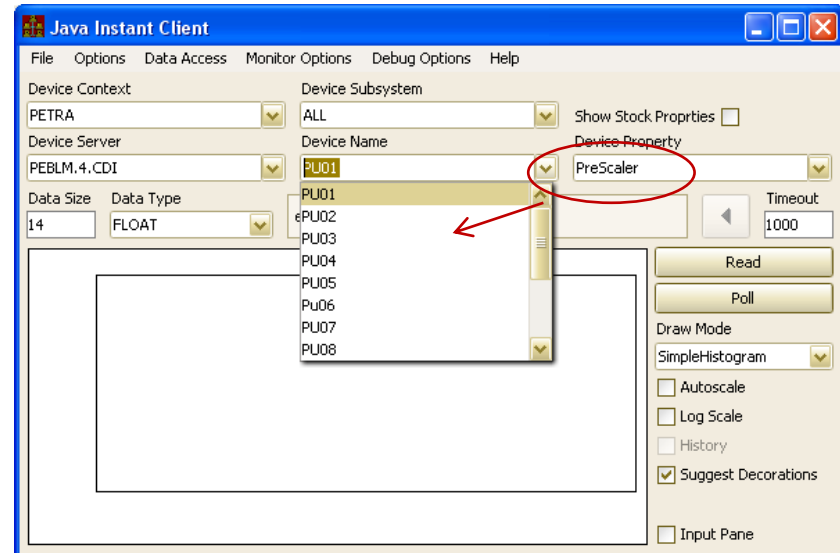 Java Instant Client
File Options Data Access Monitor Options Debug Options Help
Device Context Device Subsystem
PETRA ALL Show Stock Proprties
Device Server Device Name Device Property
PEBLM.4.CDI PU01 PreScaler
Data Size Data Type PU01 Timeout
14 FLOAT PU02 1000
PU03
PU04 Read
PU05
Pu06 Poll
PU07 Draw Mode
PU08 SimpleHistogram
Autoscale
Log Scale
History
Suggest Decorations
Input Pane